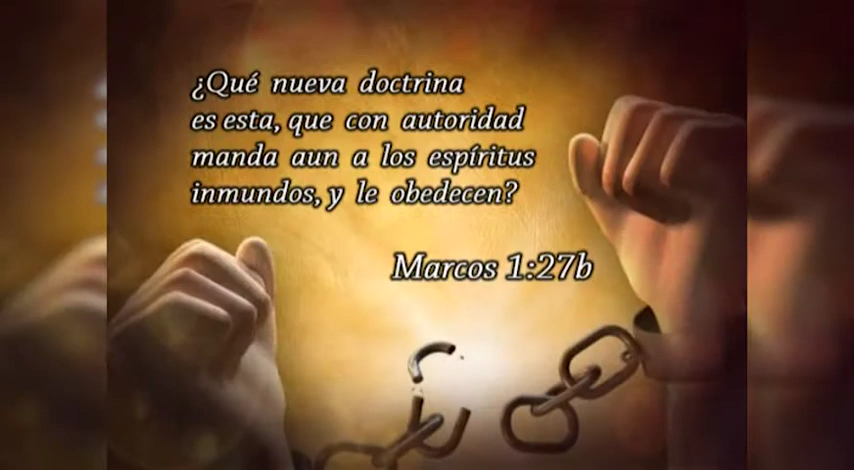 ¿Qué nueva doctrina
es esta, que con autoridad
manda aun a los espíritus
inmundos, y le obedecen?
Marcos 1:27b